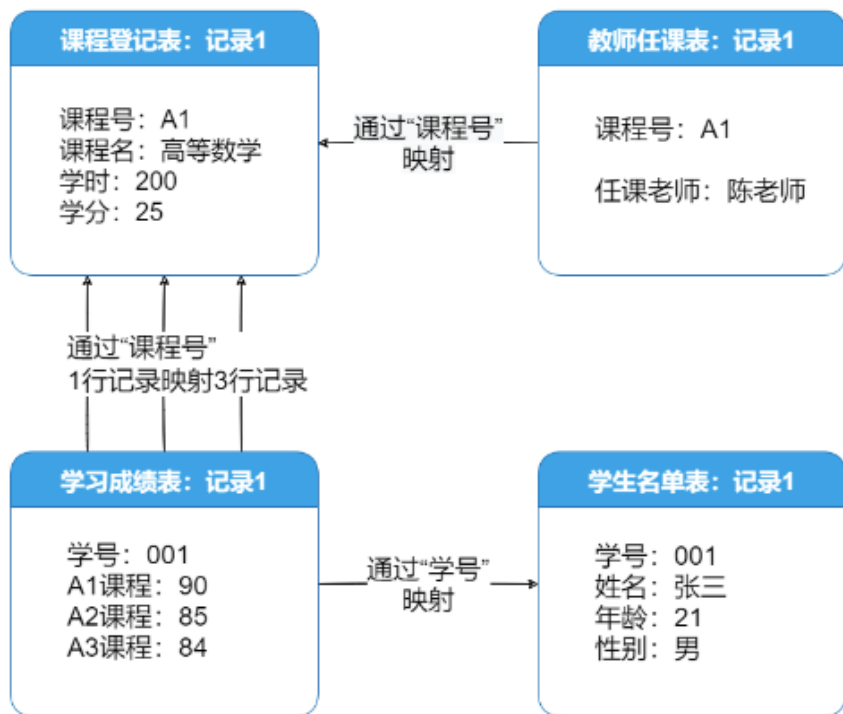 课程登记表：记录1
课程号：A1
课程名：高等数学
学时：200
学分：25
通过“课程号”
映射
教师任课表：记录1
课程号：A1
任课老师：陈老师
通过“课程号”
1行记录映射3行记录
学习成绩表：记录1
学号：001
A1课程：90
A2课程：85
A3课程：84
通过“学号”
映射
学生名单表：记录1
学号：001
姓名：张三
年龄：21
性别：男